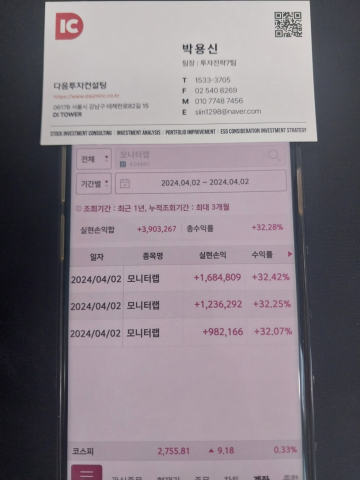 DIC
박용신
팀장 : 투자전략7팀
다음투자컨설팅
T 1533-3705
F 02 540 8269
M 010 7748 7456
E siin1298@naver.com
06178 서울시 강남구 테헤란로82길 15
DI TOWER
STOCK INVESTMENT CONSULTING | INVESTMENT ANALYSIS | PORTFOLIO IMPROVEMENT | ESG CONSIDERATION INVESTMENT STRATEGY
전체 모니터랩
기간별 2024.04.02 ~ 2024.04.02
조회기간 : 최근 1년, 누적조회기간 : 최대 3개월
실현손익합 +3,903,267 총수익률 +32,28%
일자 종목명 실현손익 수익률
2024/04/02 모니터랩 +1,684,809 +32,42%
2024/04/02 모니터랩 +1,236,292 +32,25%
2024/04/02 모니터랩 +982,166 +32,07%
코스피 2,755.81 ▲ 9,18 0,33%